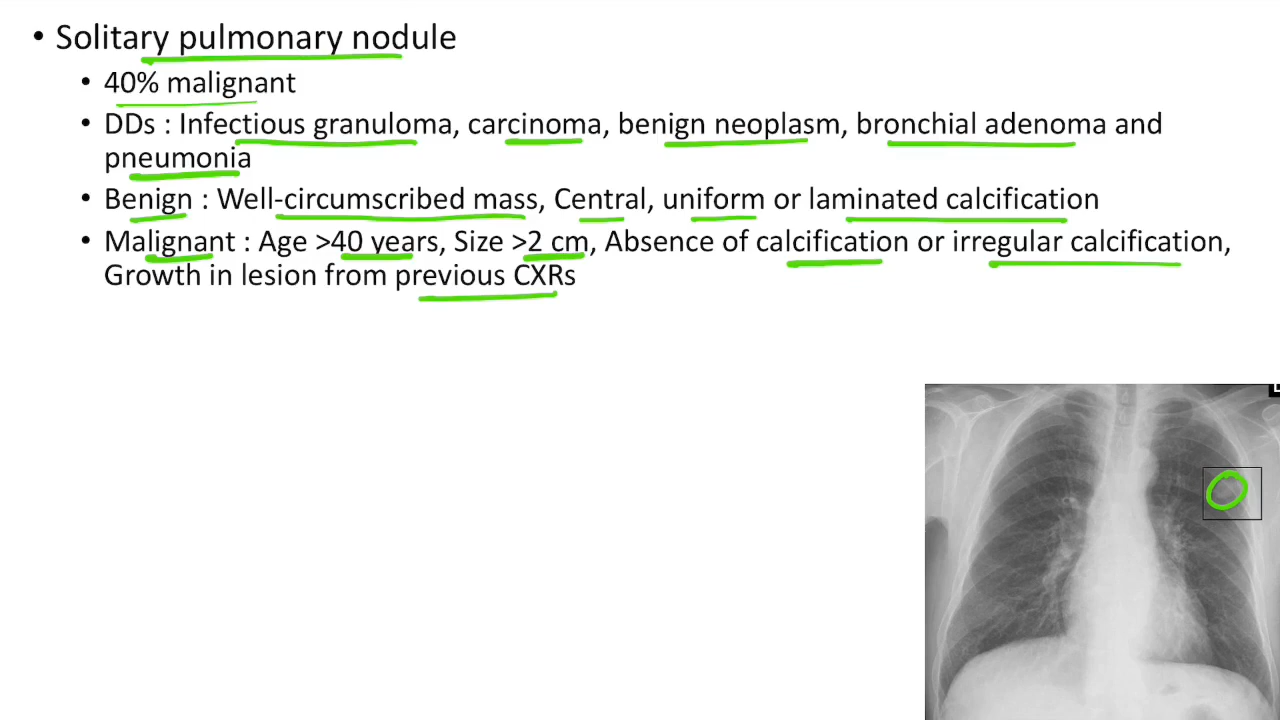 • Solitary pulmonary nodule
• 40% malignant
• DDs : Infectious granuloma, carcinoma, benign neoplasm, bronchial adenoma and
pneumonia
• Benign : Well-circumscribed mass, Central, uniform or laminated calcification
• Malignant : Age >40 years, Size >2 cm, Absence of calcification or irregular calcification,
Growth in lesion from previous CXRs